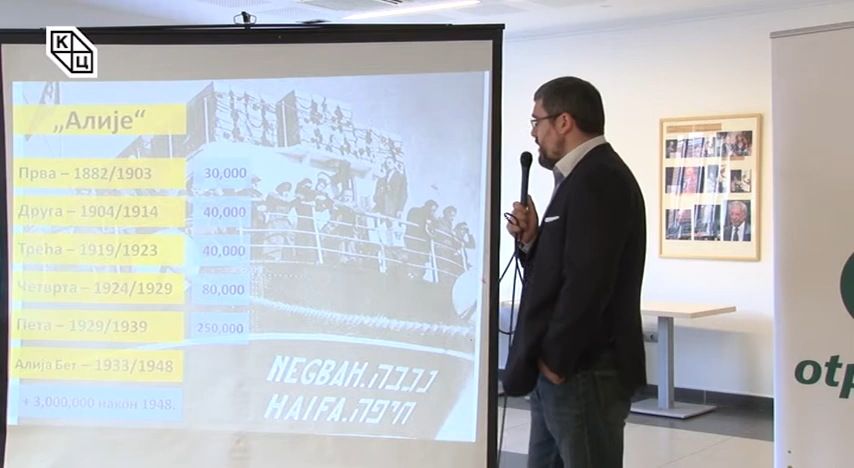 К
Ц
„Алије“
Прва – 1882/1903
30,000
Друга – 1904/1914
40,000
Трећа – 1919/1923
40,000
Четврта – 1924/1929
80,000
Пета – 1929/1939
250,000
Алија Бет – 1933/1948
+ 3,000,000 након 1948.
NEGBAH.נגבה
HAIFA.חיפה
otp